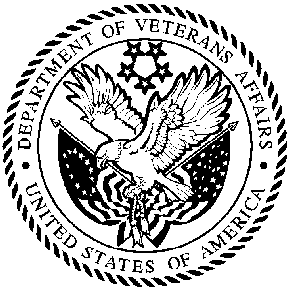 DEPARTMENT OF VETERANS AFFAIRS
UNITED STATES OF AMERICA